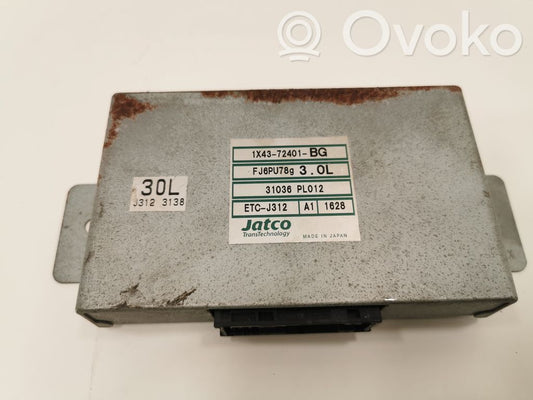 Ovoko
1X43-72401-BG
FJ6PU78g 3.0L
31036 PL012
ETC-J312 A1 1628
Jatco
TransTechnology
MADE IN JAPAN
30L
J312 3138